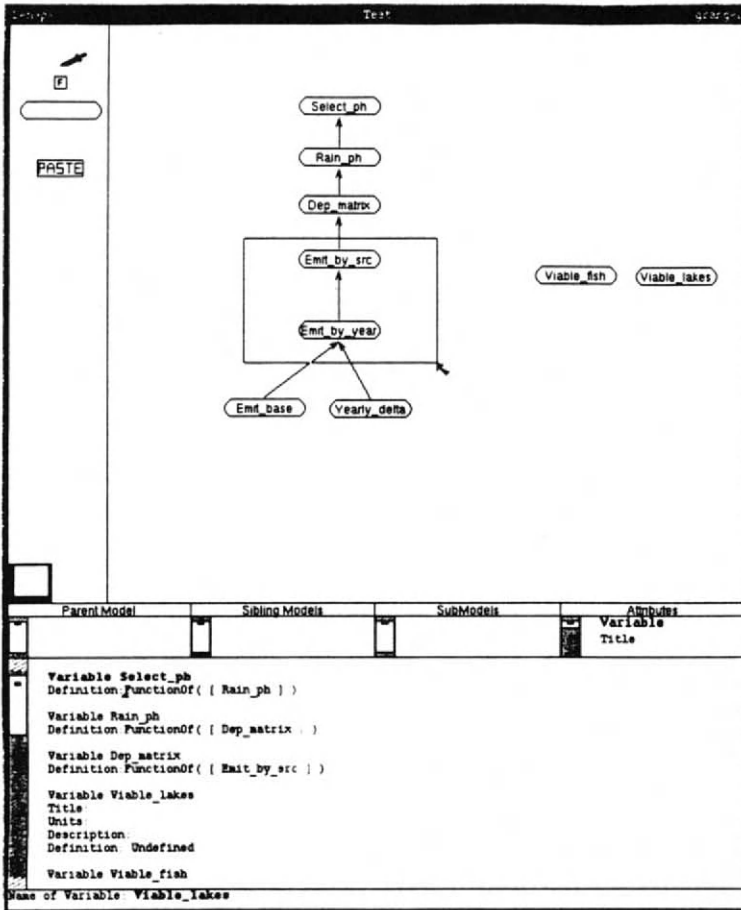 Test
F
Select_ph
PASTE
Rain_ph
Dep_matrix
Emit_by_src
Viable_fish Viable_lakes
Emit_by_year
Emit_base Yearly_delta
Parent Model Sibling Models SubModels Attributes
Variable
Title
Variable Select_ph
Definition:FunctionOf( [ Rain_ph ] )
Variable Rain_ph
Definition:FunctionOf( [ Dep_matrix ] )
Variable Dep_matrix
Definition:FunctionOf( [ Emit_by_src ] )
Variable Viable_lakes
Title:
Units:
Description:
Definition: Undefined
Variable Viable_fish
Name of Variable: Viable_lakes